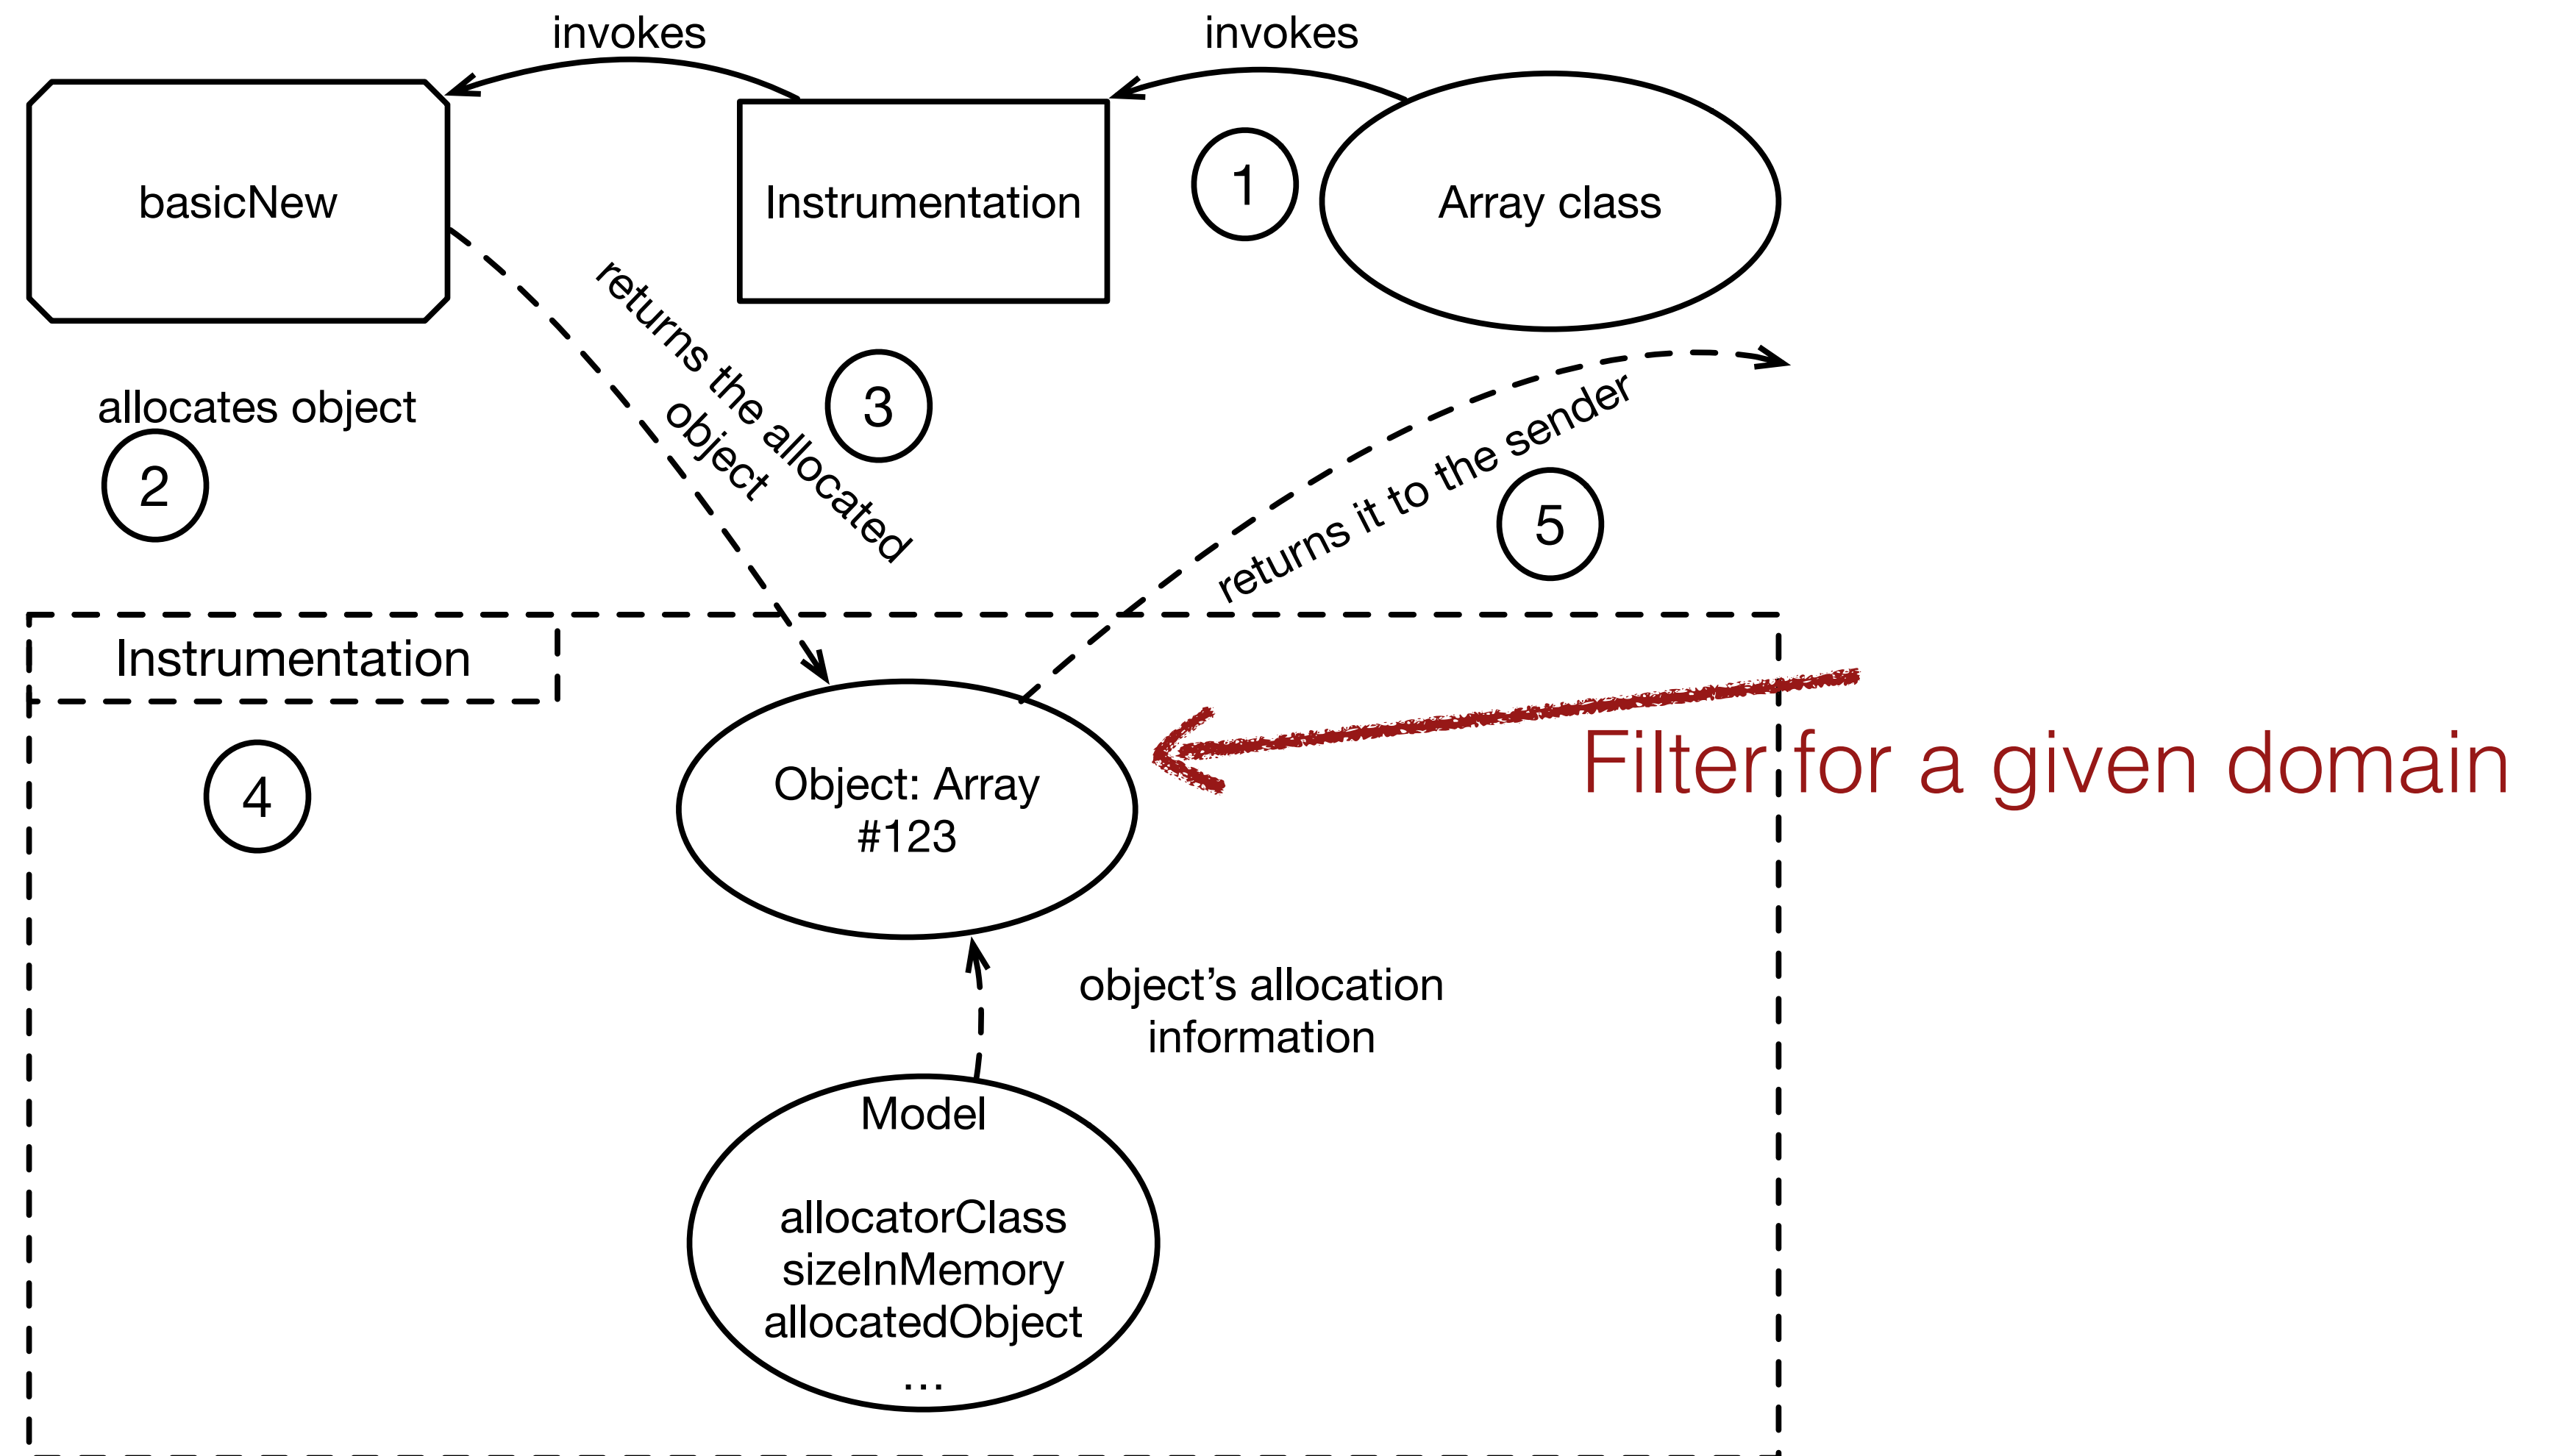 invokes
invokes
basicNew
Instrumentation
1
Array class
returns the allocated
object
3
allocates object
2
returns it to the sender
5
Instrumentation
4
Object: Array
#123
Filter for a given domain
object’s allocation
information
Model
allocatorClass
sizeInMemory
allocatedObject
...